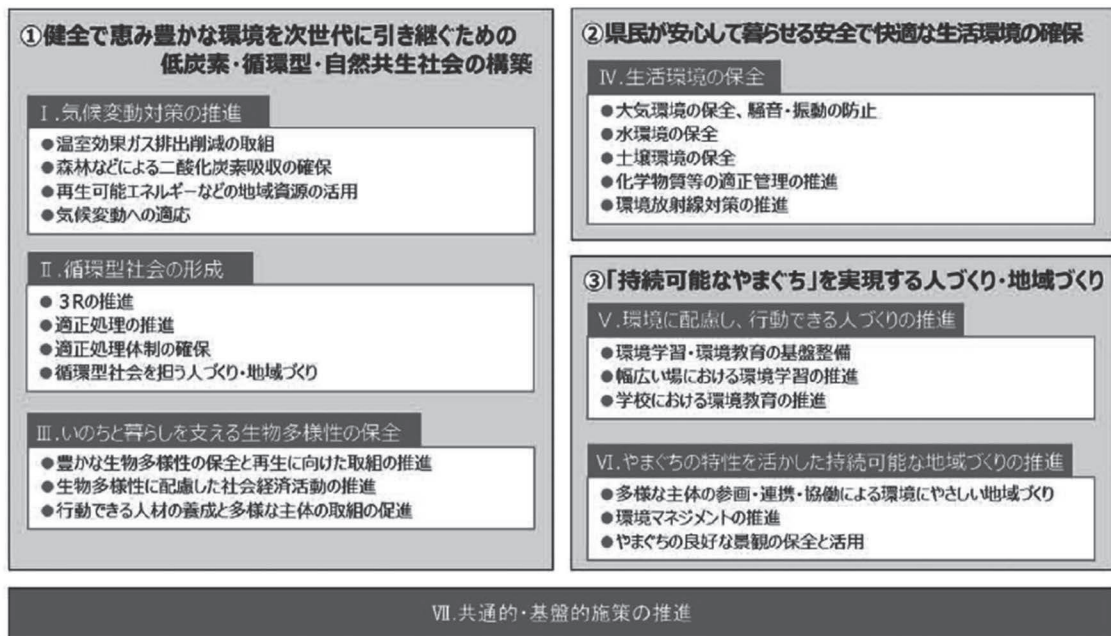 ①健全で恵み豊かな環境を次世代に引き継ぐための
低炭素・循環型・自然共生社会の構築
Ⅰ.気候変動対策の推進
●温室効果ガス排出削減の取組
●森林などによる二酸化炭素吸収の確保
●再生可能エネルギーなどの地域資源の活用
●気候変動への適応
Ⅱ.循環型社会の形成
●3Rの推進
●適正処理の推進
●適正処理体制の確保
●循環型社会を担う人づくり・地域づくり
Ⅲ.いのちと暮らしを支える生物多様性の保全
●豊かな生物多様性の保全と再生に向けた取組の推進
●生物多様性に配慮した社会経済活動の推進
●行動できる人材の養成と多様な主体の取組の促進
②県民が安心して暮らせる安全で快適な生活環境の確保
Ⅳ.生活環境の保全
●大気環境の保全、騒音・振動の防止
●水環境の保全
●土壌環境の保全
●化学物質等の適正管理の推進
●環境放射線対策の推進
③「持続可能なやまぐち」を実現する人づくり・地域づくり
Ⅴ.環境に配慮し、行動できる人づくりの推進
●環境学習・環境教育の基盤整備
●幅広い場における環境学習の推進
●学校における環境教育の推進
Ⅵ.やまぐちの特性を活かした持続可能な地域づくりの推進
●多様な主体の参画・連携・協働による環境にやさしい地域づくり
●環境マネジメントの推進
●やまぐちの良好な景観の保全と活用
Ⅶ.共通的・基盤的施策の推進